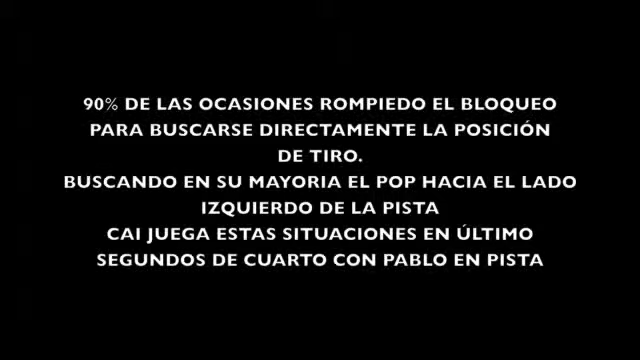 90% DE LAS OCASIONES ROMPIEDO EL BLOQUEO
PARA BUSCARSE DIRECTAMENTE LA POSICIÓN
DE TIRO.
BUSCANDO EN SU MAYORIA EL POP HACIA EL LADO
IZQUIERDO DE LA PISTA
CAI JUEGA ESTAS SITUACIONES EN ÚLTIMO
SEGUNDOS DE CUARTO CON PABLO EN PISTA